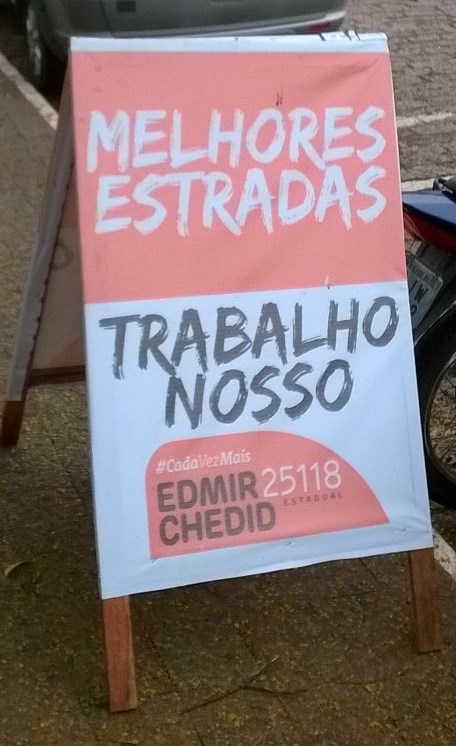 MELHORES
ESTRADAS
TRABALHO
NOSSO
#CadaVezMais
EDMIR 25118
ESTADUAL
CHEDID